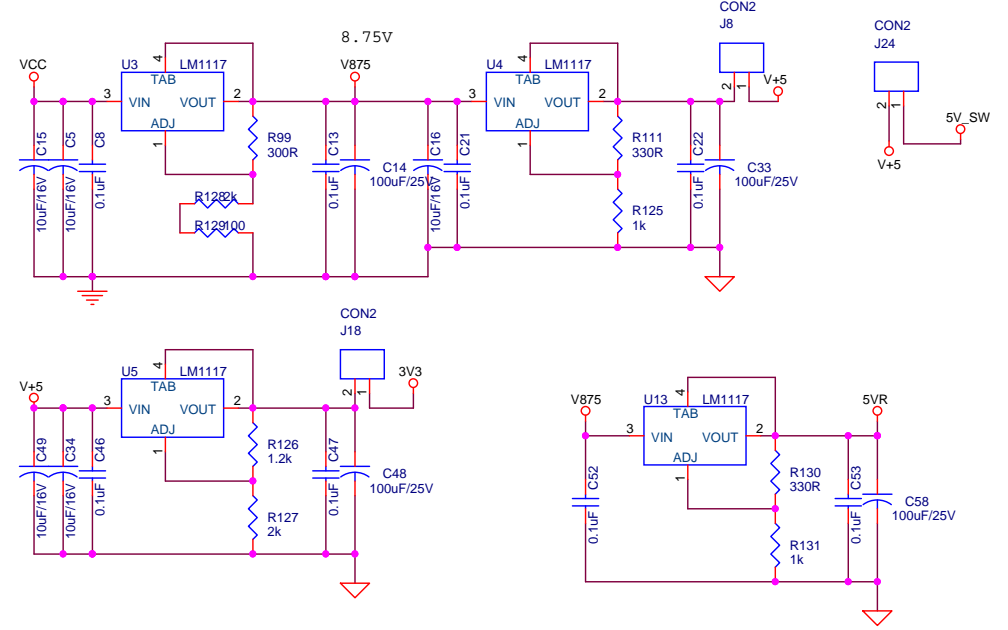 CON2
J8
8.75V
CON2
J24
VCC
U3
LM1117
V875
U4
LM1117
V+5
4
TAB
4
TAB
3
VIN
VOUT
2
3
VIN
VOUT
2
2
1
2
1
5V_SW
ADJ
ADJ
1
1
V+5
C15
10uF/16V
C5
10uF/16V
C8
0.1uF
R99
300R
C13
0.1uF
C14
100uF/25V
C16
10uF/16V
C21
0.1uF
R111
330R
C22
0.1uF
C33
100uF/25V
R128 2k
R129 100
R125
1k
CON2
J18
V+5
U5
LM1117
3V3
4
TAB
3
VIN
VOUT
2
2
1
ADJ
1
C49
10uF/16V
C34
10uF/16V
C46
0.1uF
R126
1.2k
C47
0.1uF
C48
100uF/25V
R127
2k
V875
U13
LM1117
5VR
4
TAB
3
VIN
VOUT
2
ADJ
1
C52
0.1uF
R130
330R
C53
0.1uF
C58
100uF/25V
R131
1k